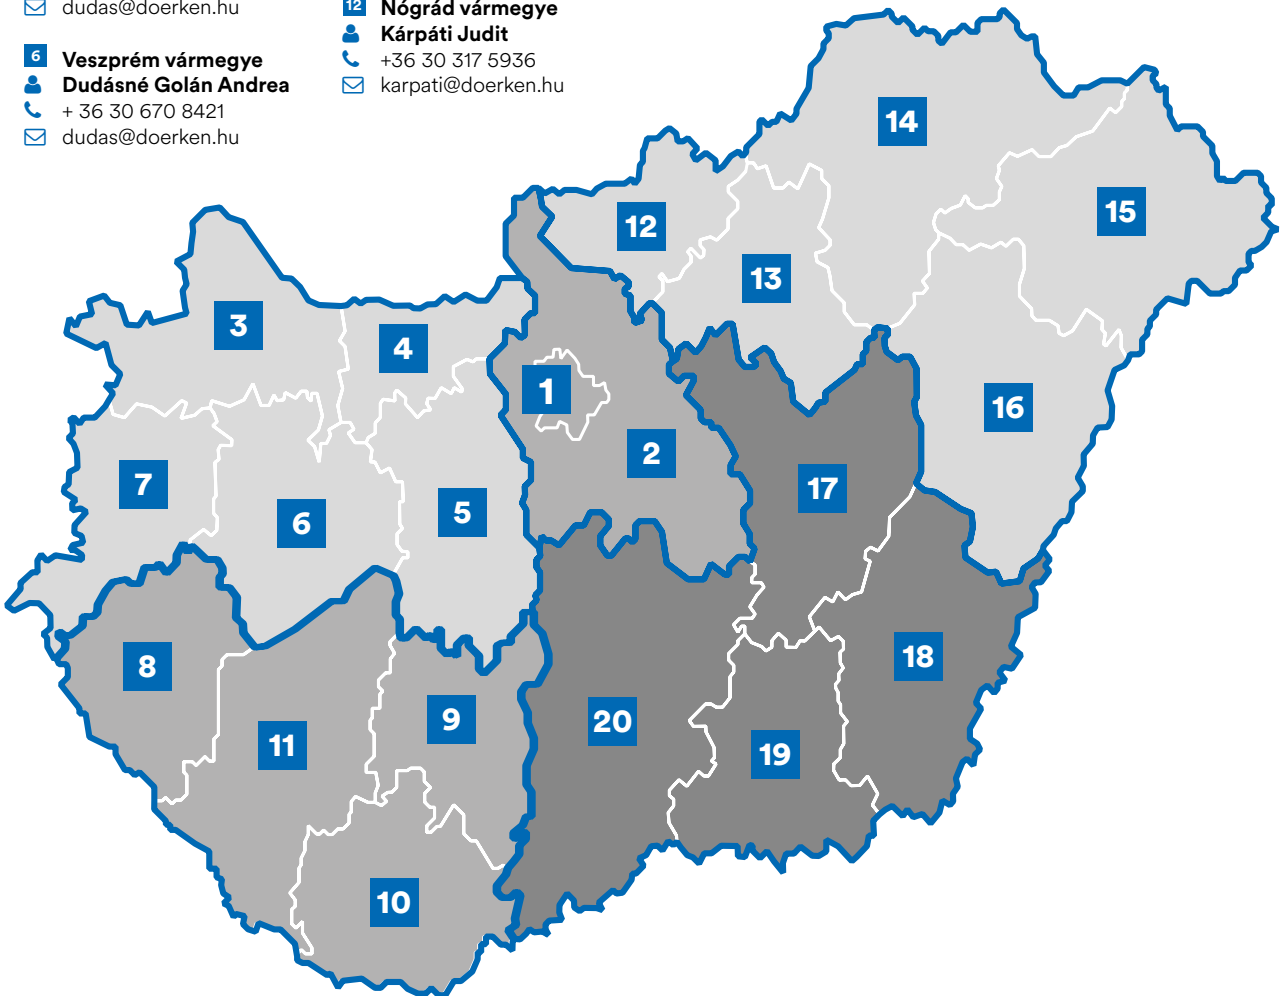 dudas@doerken.hu
6 Veszprém vármegye
Dudásné Golán Andrea
+ 36 30 670 8421
dudas@doerken.hu
12 Nógrád vármegye
Kárpáti Judit
+36 30 317 5936
karpati@doerken.hu
14
15
12
13
3
4
1
16
2
7
17
5
6
8
18
9
20
11
19
10